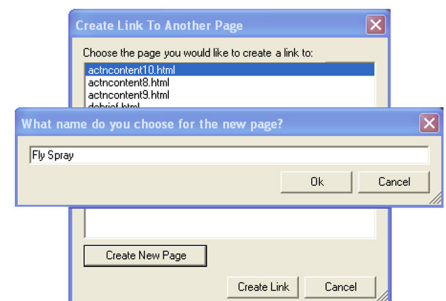 Create Link To Another Page
Choose the page you would like to create a link to:
actncontent10.html
actncontent8.html
actncontent9.html
debrief.html
What name do you choose for the new page?
Fly Spray
Ok
Cancel
Create New Page
Create Link
Cancel